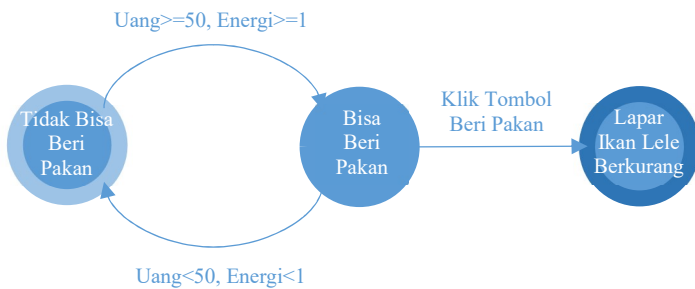 Uang>=50, Energi>=1
Tidak Bisa
Beri
Pakan
Bisa
Beri
Pakan
Klik Tombol
Beri Pakan
Lapar
Ikan Lele
Berkurang
Uang<50, Energi<1